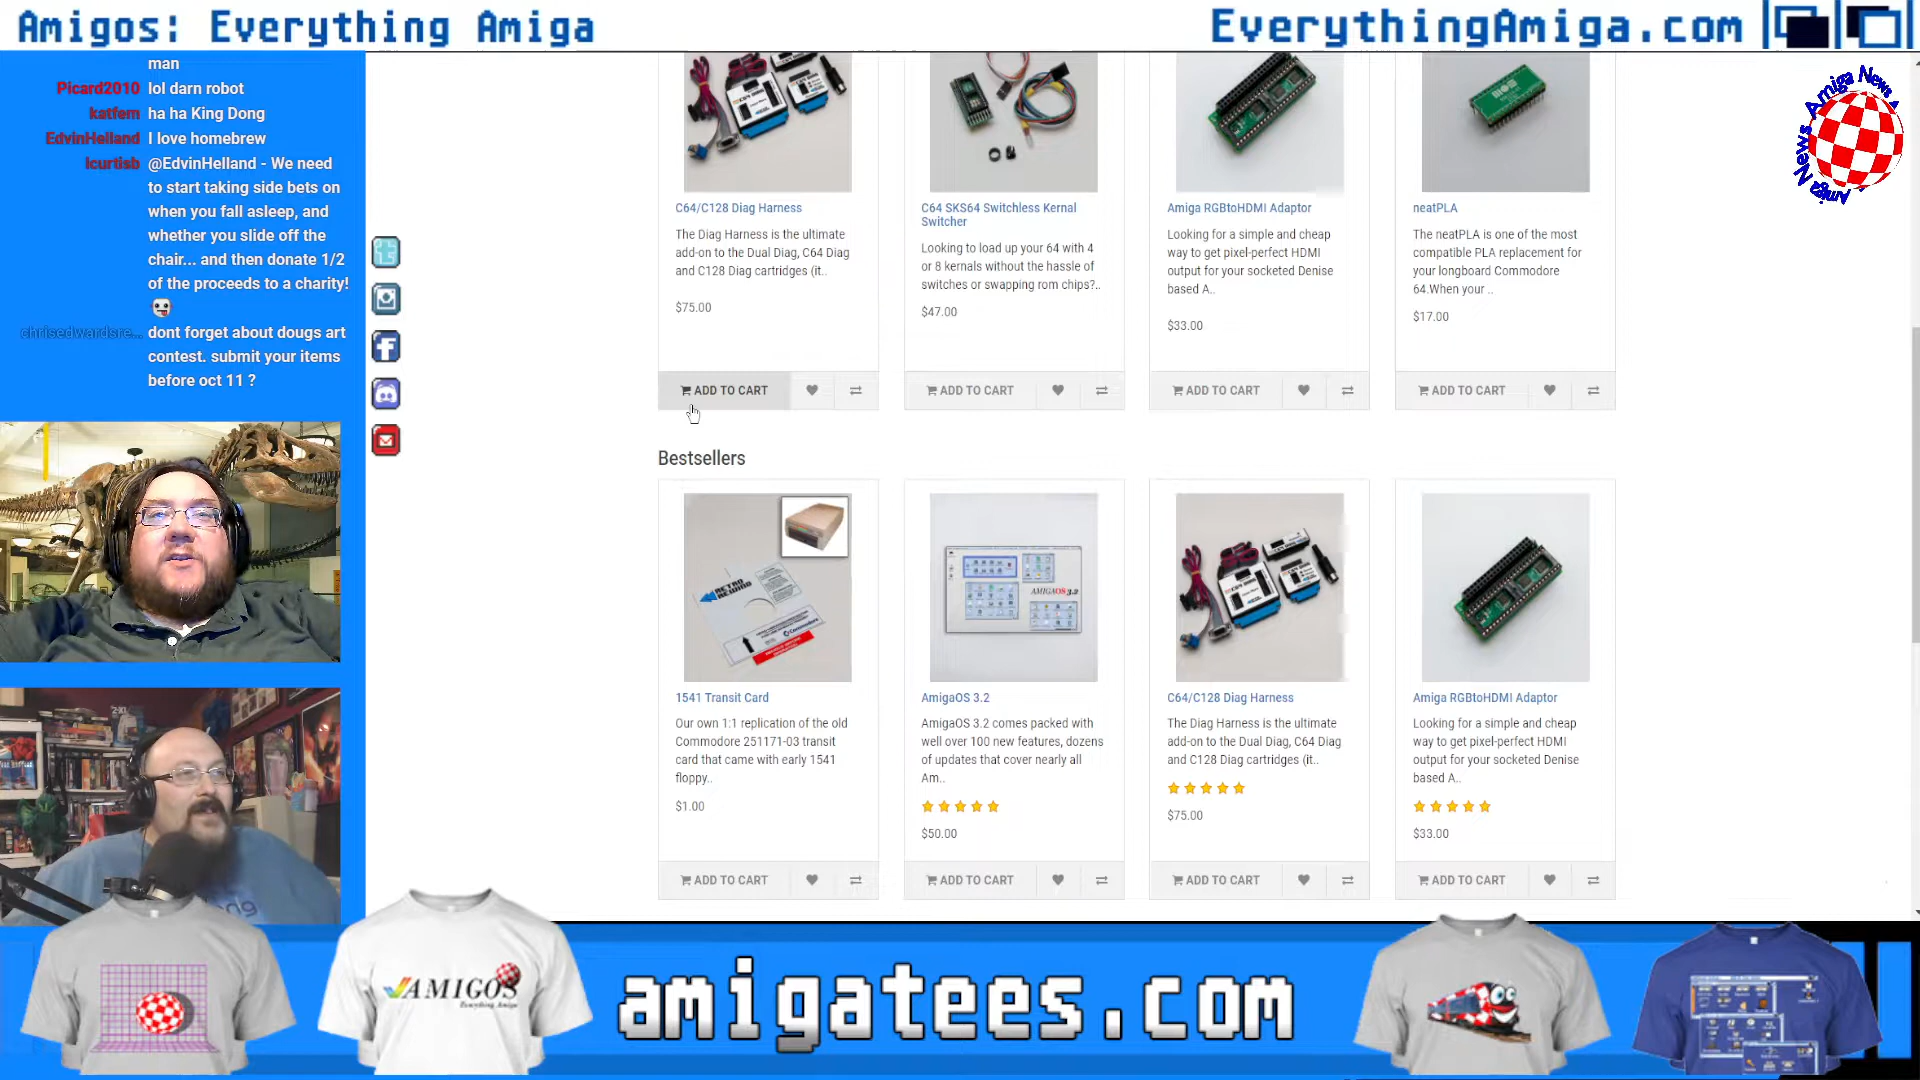 Amigos: Everything Amiga
EverythingAmiga.com
man
Picard2010 lol darn robot
katfem ha ha King Dong
EdvinHelland I love homebrew
lcurtisb @EdvinHelland - We need
to start taking side bets on
when you fall asleep, and
whether you slide off the
chair... and then donate 1/2
of the proceeds to a charity!
chrisedwardsre... dont forget about dougs art
contest. submit your items
before oct 11 ?
Amiga News Amiga News
C64/C128 Diag Harness
The Diag Harness is the ultimate
add-on to the Dual Diag, C64 Diag
and C128 Diag cartridges (it..
$75.00
ADD TO CART
C64 SKS64 Switchless Kernal
Switcher
Looking to load up your 64 with 4
or 8 kernals without the hassle of
switches or swapping rom chips?..
$47.00
ADD TO CART
Amiga RGBtoHDMI Adaptor
Looking for a simple and cheap
way to get pixel-perfect HDMI
output for your socketed Denise
based A..
$33.00
ADD TO CART
neatPLA
The neatPLA is one of the most
compatible PLA replacement for
your longboard Commodore
64.When your ..
$17.00
ADD TO CART
Bestsellers
RETRO
REWIND
Commodore
1541 Transit Card
Our own 1:1 replication of the old
Commodore 251171-03 transit
card that came with early 1541
floppy..
$1.00
ADD TO CART
AMIGAOS 3.2
AmigaOS 3.2
AmigaOS 3.2 comes packed with
well over 100 new features, dozens
of updates that cover nearly all
Am..
$50.00
ADD TO CART
C64/C128 Diag Harness
The Diag Harness is the ultimate
add-on to the Dual Diag, C64 Diag
and C128 Diag cartridges (it..
$75.00
ADD TO CART
Amiga RGBtoHDMI Adaptor
Looking for a simple and cheap
way to get pixel-perfect HDMI
output for your socketed Denise
based A..
$33.00
ADD TO CART
AMIGOS
Everything Amiga
amigatees.com